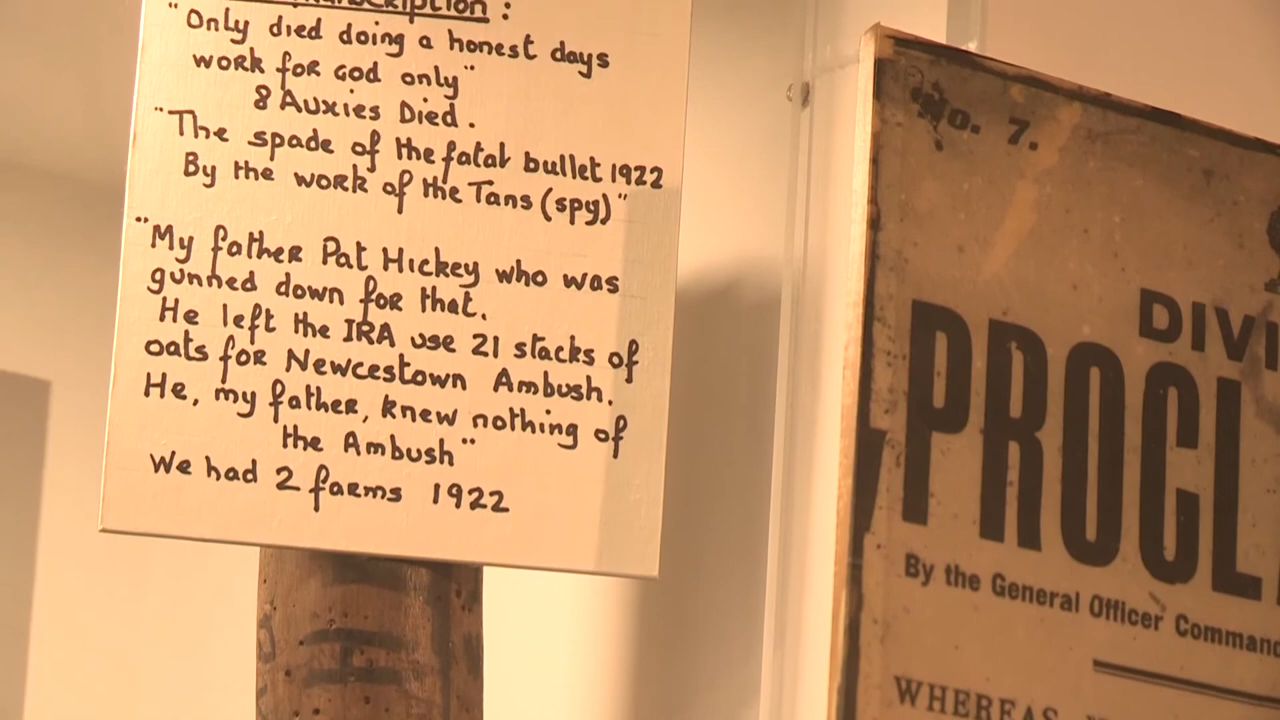 "Only died doing a honest days
work for God only"
8 Auxies Died.
"The spade of the fatal bullet 1922
By the work of the Tans (spy)"
"My father Pat Hickey who was
gunned down for that.
He left the IRA use 21 stacks of
oats for Newcestown Ambush.
He, my father, knew nothing of
the Ambush"
We had 2 farms 1922
No. 7.
DIVI
PROCL
By the General Officer Command
WHEREAS